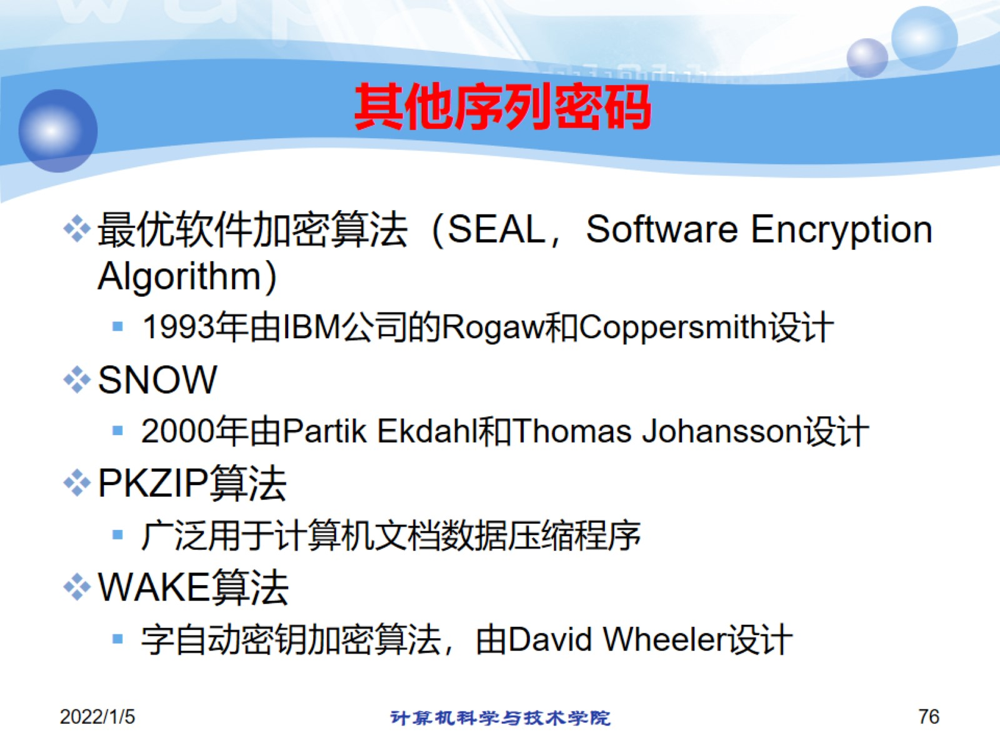 其他序列密码
最优软件加密算法（SEAL，Software Encryption
Algorithm）
1993年由IBM公司的Rogaw和Coppersmith设计
SNOW
2000年由Partik Ekdahl和Thomas Johansson设计
PKZIP算法
广泛用于计算机文档数据压缩程序
WAKE算法
字自动密钥加密算法，由David Wheeler设计
2022/1/5
计算机科学与技术学院
76